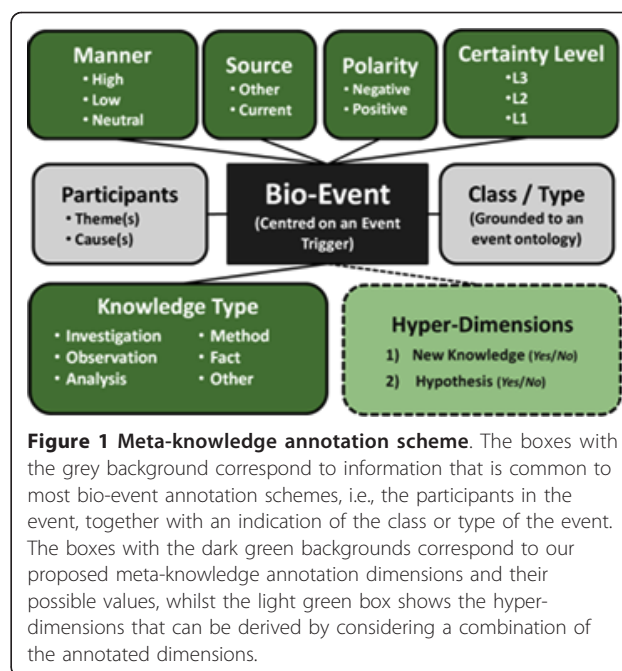 Manner
• High
• Low
• Neutral
Source
• Other
• Current
Polarity
• Negative
• Positive
Certainty Level
• L3
• L2
• L1
Participants
• Theme(s)
• Cause(s)
Bio-Event
(Centred on an Event
Trigger)
Class / Type
(Grounded to an
event ontology)
Knowledge Type
• Investigation
• Observation
• Analysis
• Method
• Fact
• Other
Hyper-Dimensions
1) New Knowledge (Yes/No)
2) Hypothesis (Yes/No)
Figure 1 Meta-knowledge annotation scheme. The boxes with
the grey background correspond to information that is common to
most bio-event annotation schemes, i.e., the participants in the
event, together with an indication of the class or type of the event.
The boxes with the dark green backgrounds correspond to our
proposed meta-knowledge annotation dimensions and their
possible values, whilst the light green box shows the hyper-
dimensions that can be derived by considering a combination of
the annotated dimensions.